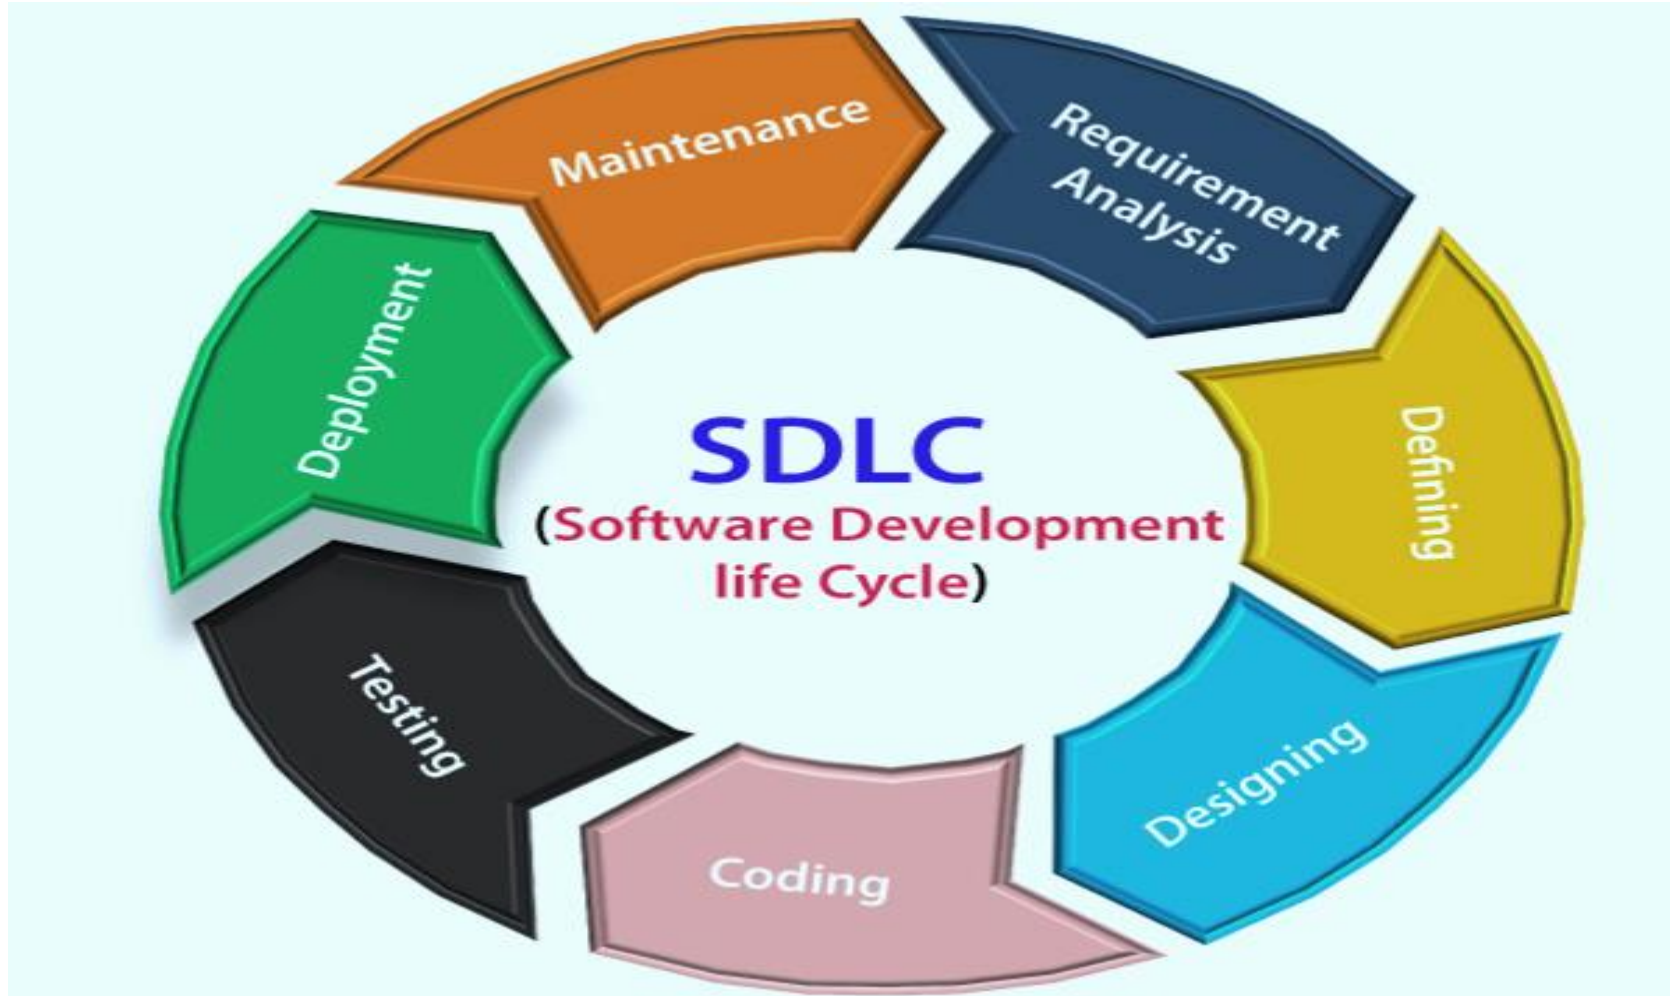 SDLC
(Software Development
life Cycle)
Requirement
Analysis
Defining
Designing
Coding
Testing
Deployment
Maintenance